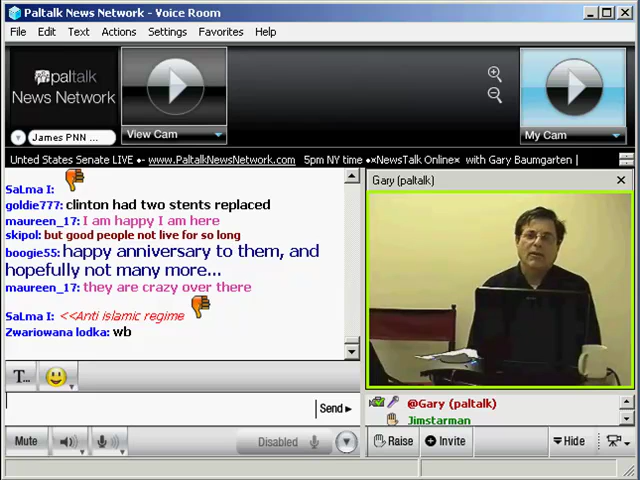 Paltalk News Network - Voice Room
File Edit Text Actions Settings Favorites Help
paltalk
News Network
James PNN ...
View Cam
My Cam
Untied States Senate LIVE -- www.PaltalkNewsNetwork.com 5pm NY time •×NewsTalk Online×• with Gary Baumgarten |
SaLma I:
goldie777: clinton had two stents replaced
maureen_17: I am happy I am here
skipol: but good people not live for so long
boogie55: happy anniversary to them, and
hopefully not many more...
maureen_17: they are crazy over there
SaLma I: <<Anti islamic regime
Zwariowana lodka: wb
Gary (paltalk)
T...
Send
@Gary (paltalk)
Jimstarman
Mute
Disabled
Raise
Invite
Hide